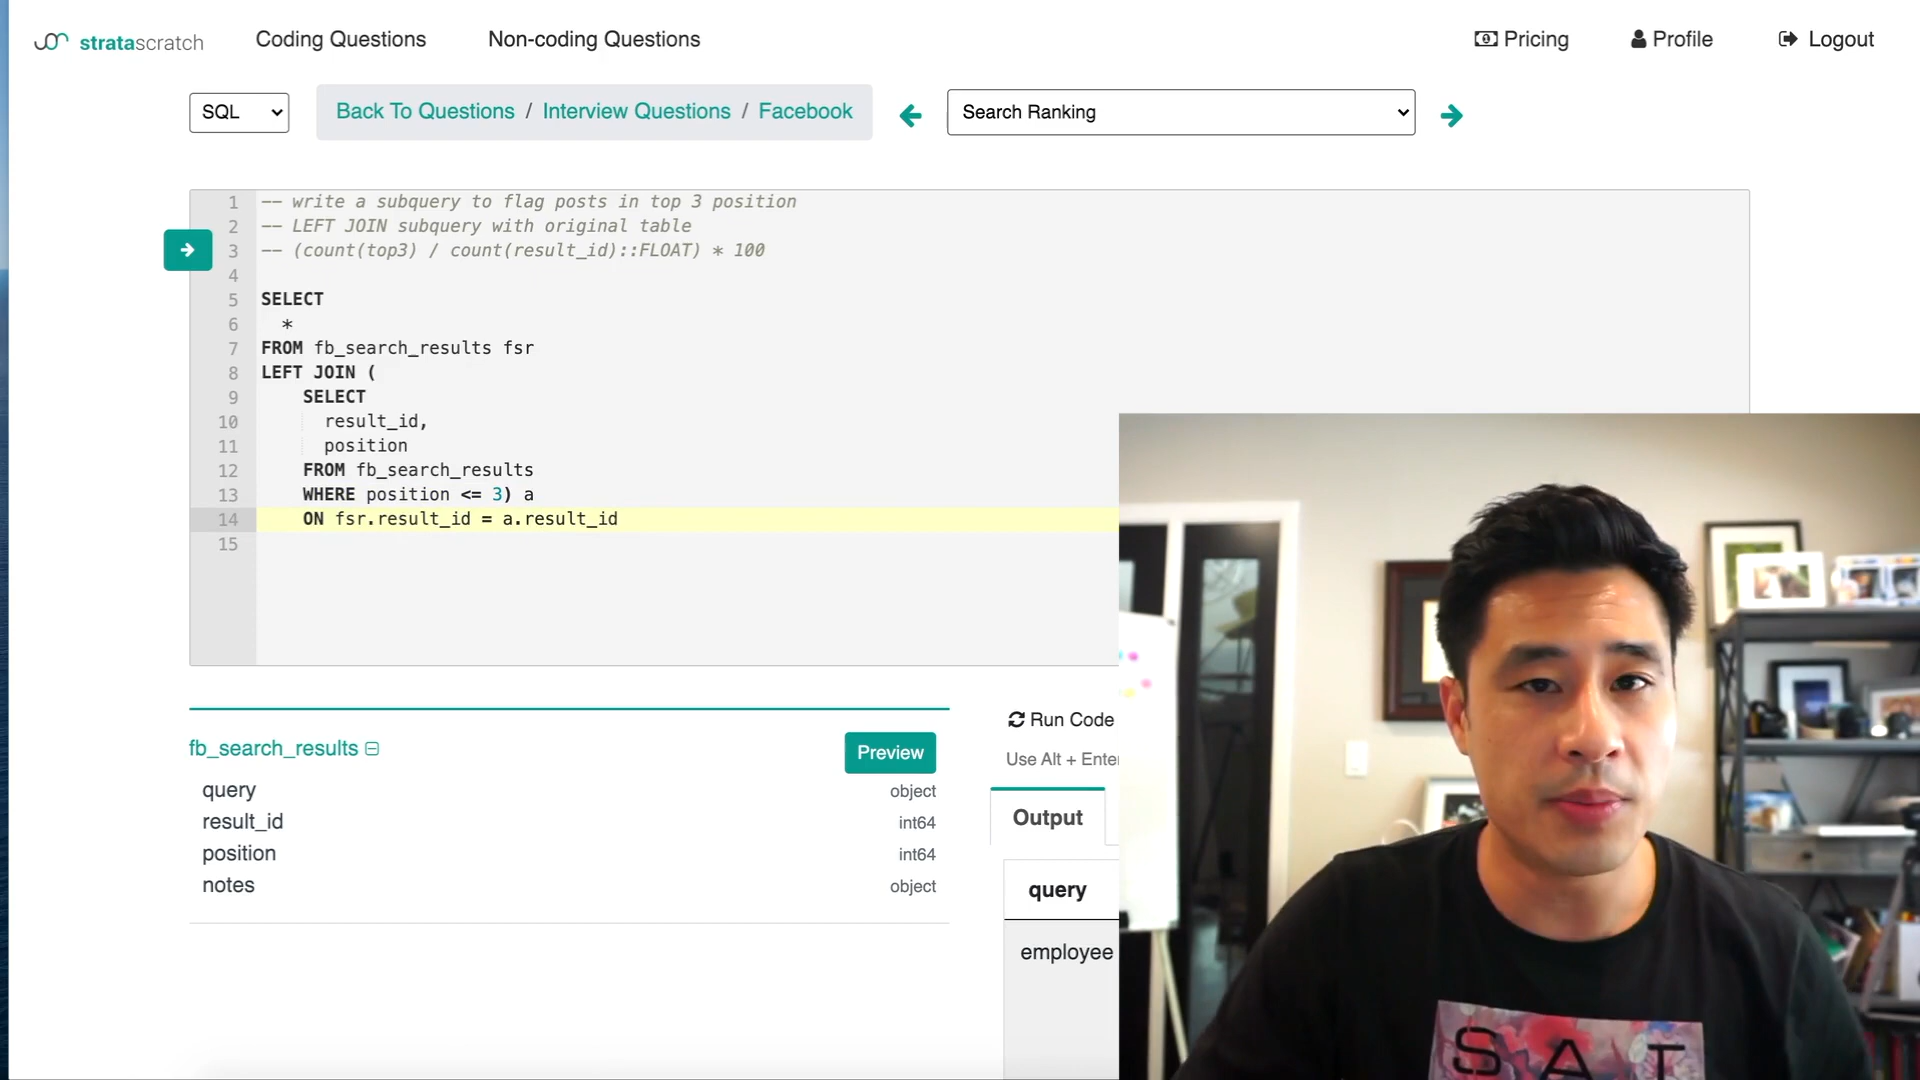 stratascratch
Coding Questions
Non-coding Questions
Pricing
Profile
Logout
SQL
Back To Questions / Interview Questions / Facebook
Search Ranking
1 -- write a subquery to flag posts in top 3 position
2 -- LEFT JOIN subquery with original table
3 -- (count(top3) / count(result_id)::FLOAT) * 100
4
5 SELECT
6 *
7 FROM fb_search_results fsr
8 LEFT JOIN (
9 SELECT
10 result_id,
11 position
12 FROM fb_search_results
13 WHERE position <= 3) a
14 ON fsr.result_id = a.result_id
15
fb_search_results
Preview
query object
result_id int64
position int64
notes object
Run Code
Use Alt + Enter
Output
query
employee
SAT